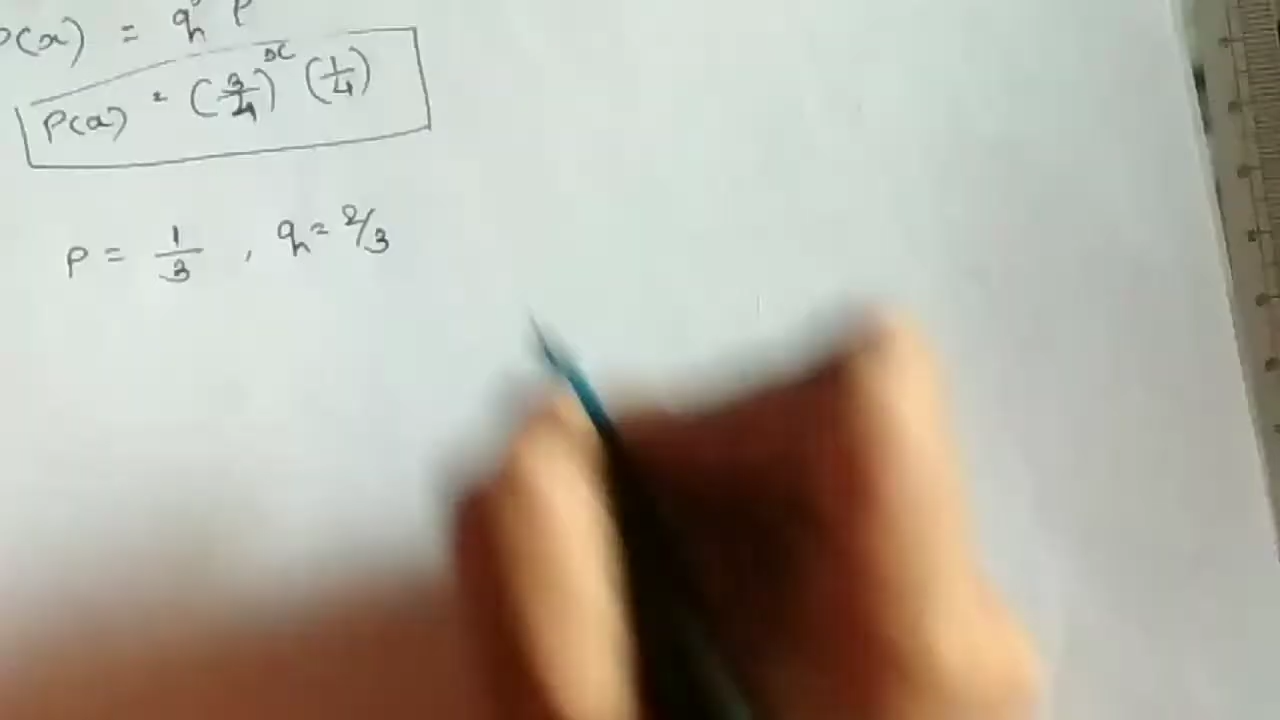 p(x) = q^x p
P(x) = (3/4)^x (1/4)
P = 1/3 , q = 2/3